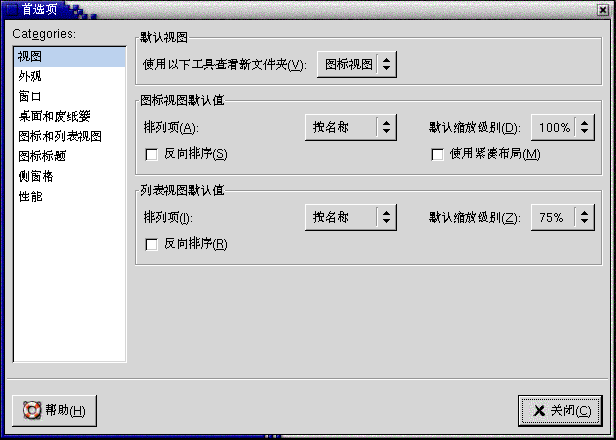 首选项
Categories:
视图
外观
窗口
桌面和废纸篓
图标和列表视图
图标标题
侧窗格
性能
默认视图
使用以下工具查看新文件夹(V): 图标视图
图标视图默认值
排列项(A): 按名称 默认缩放级别(D): 100%
反向排序(S) 使用紧凑布局(M)
列表视图默认值
排列项(I): 按名称 默认缩放级别(Z): 75%
反向排序(R)
帮助(H) 关闭(C)